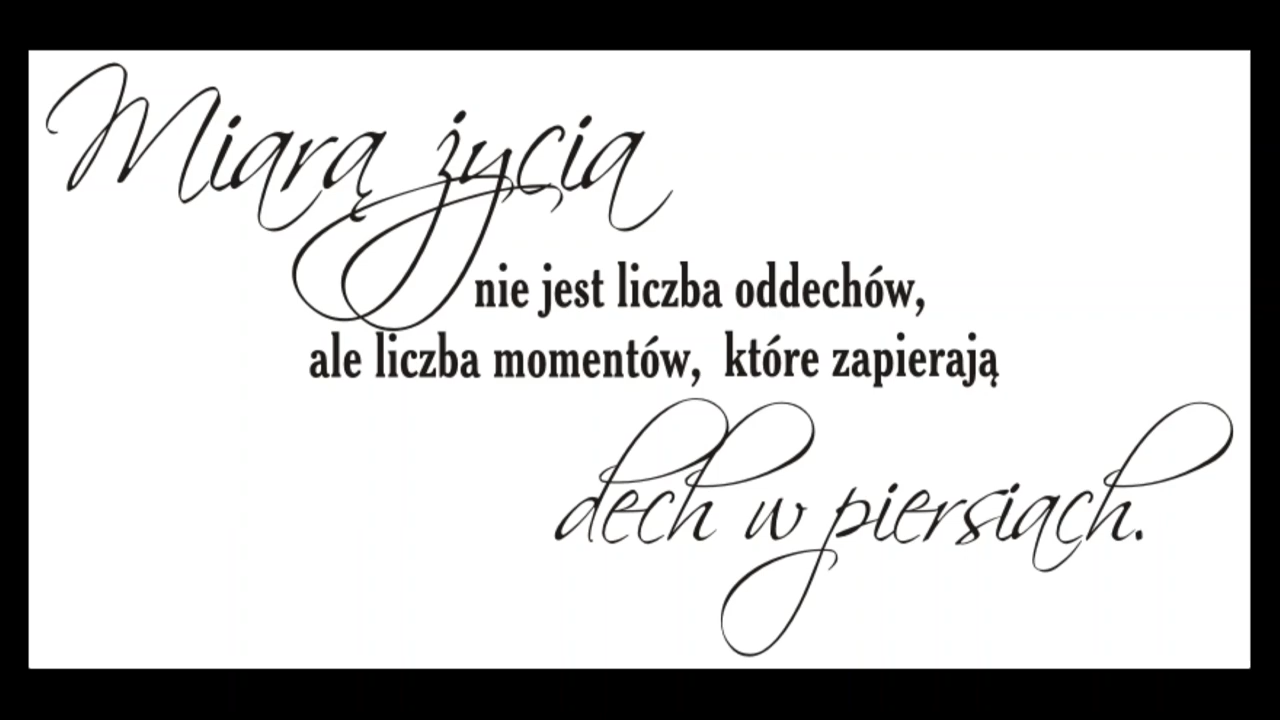 Miarą życia
nie jest liczba oddechów,
ale liczba momentów, które zapierają
dech w piersiach.